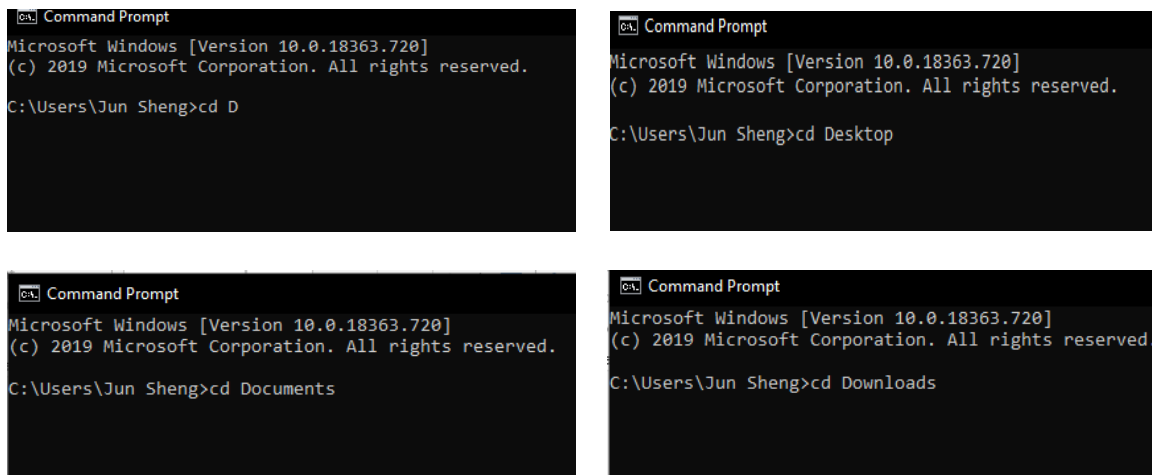 Command Prompt
Microsoft Windows [Version 10.0.18363.720]
(c) 2019 Microsoft Corporation. All rights reserved.
C:\Users\Jun Sheng>cd D
Command Prompt
Microsoft Windows [Version 10.0.18363.720]
(c) 2019 Microsoft Corporation. All rights reserved.
C:\Users\Jun Sheng>cd Desktop
Command Prompt
Microsoft Windows [Version 10.0.18363.720]
(c) 2019 Microsoft Corporation. All rights reserved.
C:\Users\Jun Sheng>cd Documents
Command Prompt
Microsoft Windows [Version 10.0.18363.720]
(c) 2019 Microsoft Corporation. All rights reserved.
C:\Users\Jun Sheng>cd Downloads